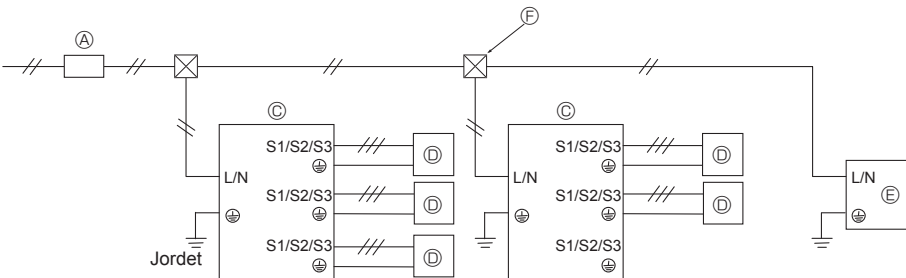 Ⓕ
Ⓐ
Ⓒ Ⓒ
S1/S2/S3 Ⓓ S1/S2/S3 Ⓓ
L/N L/N L/N
S1/S2/S3 Ⓓ S1/S2/S3 Ⓓ Ⓔ
Jordet S1/S2/S3 Ⓓ S1/S2/S3